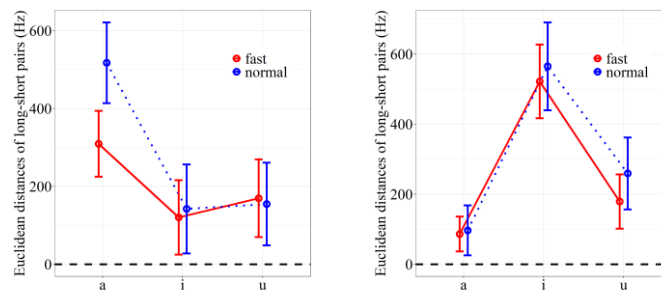 Euclidean distances of long-short pairs (Hz)
600
400
200
0
fast
normal
a i u
Euclidean distances of long-short pairs (Hz)
600
400
200
0
fast
normal
a i u